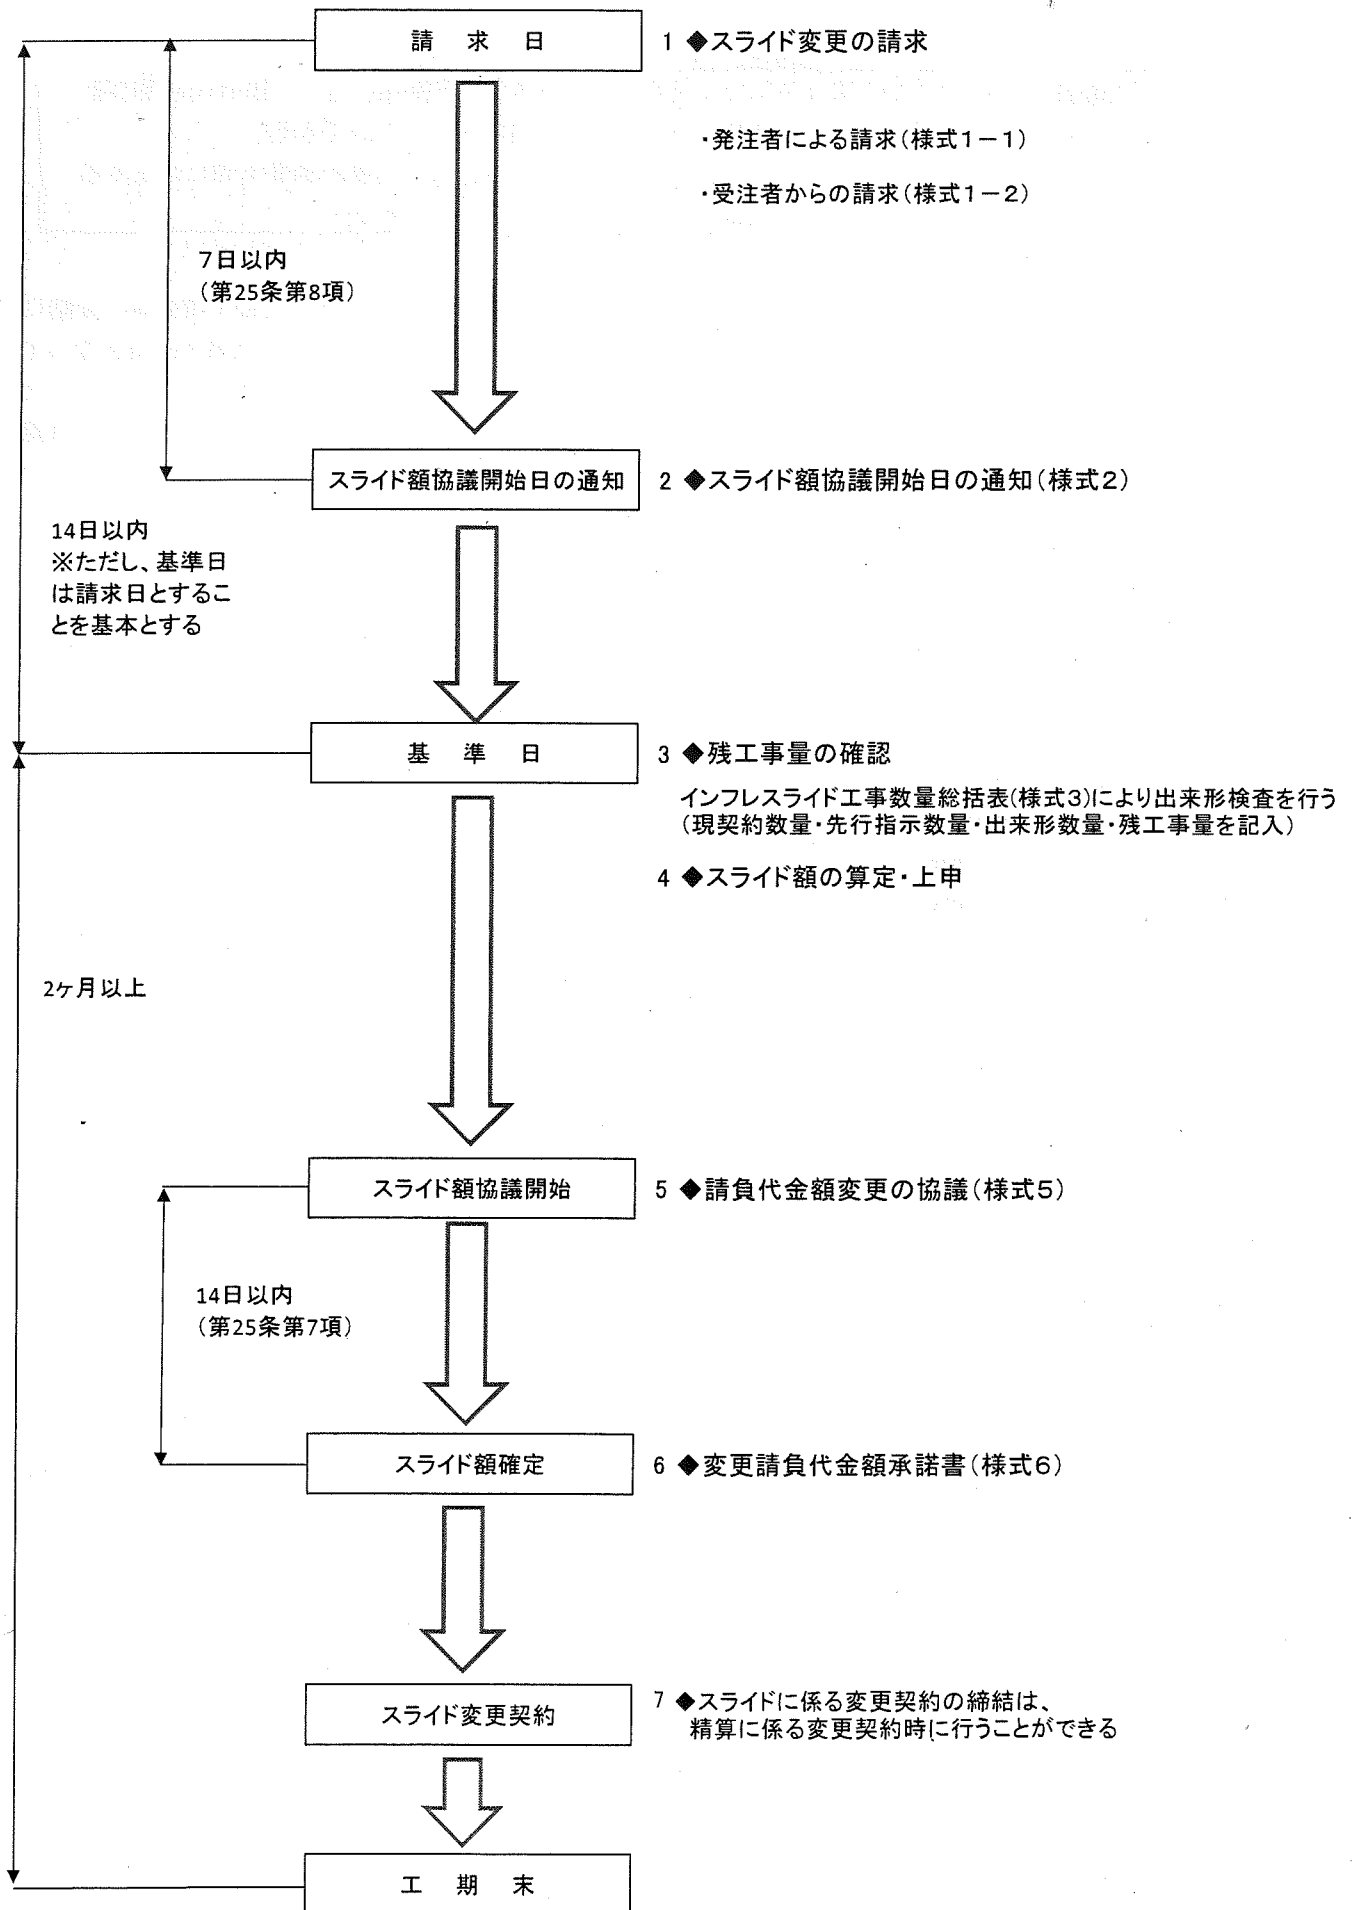 請求日
1 ◆スライド変更の請求
・発注者による請求(様式1－1)
・受注者からの請求(様式1－2)
7日以内
(第25条第8項)
スライド額協議開始日の通知
2 ◆スライド額協議開始日の通知(様式2)
14日以内
※ただし、基準日
は請求日とするこ
とを基本とする
基準日
3 ◆残工事量の確認
インフレスライド工事数量総括表(様式3)により出来形検査を行う
(現契約数量・先行指示数量・出来形数量・残工事量を記入)
4 ◆スライド額の算定・上申
2ヶ月以上
スライド額協議開始
5 ◆請負代金額変更の協議(様式5)
14日以内
(第25条第7項)
スライド額確定
6 ◆変更請負代金額承諾書(様式6)
スライド変更契約
7 ◆スライドに係る変更契約の締結は、
精算に係る変更契約時に行うことができる
工期末